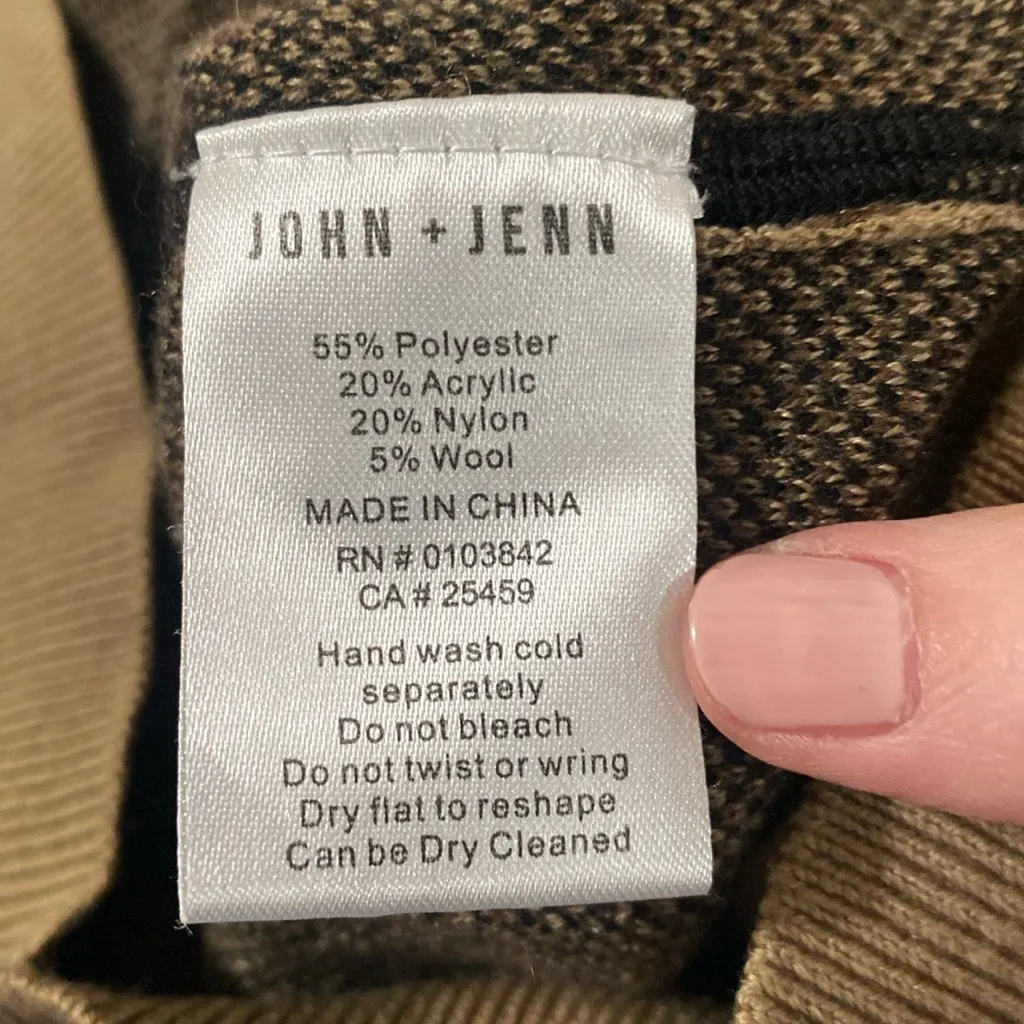 JOHN + JENN
55% Polyester
20% Acrylic
20% Nylon
5% Wool
MADE IN CHINA
RN # 0103842
CA # 25459
Hand wash cold
separately
Do not bleach
Do not twist or wring
Dry flat to reshape
Can be Dry Cleaned